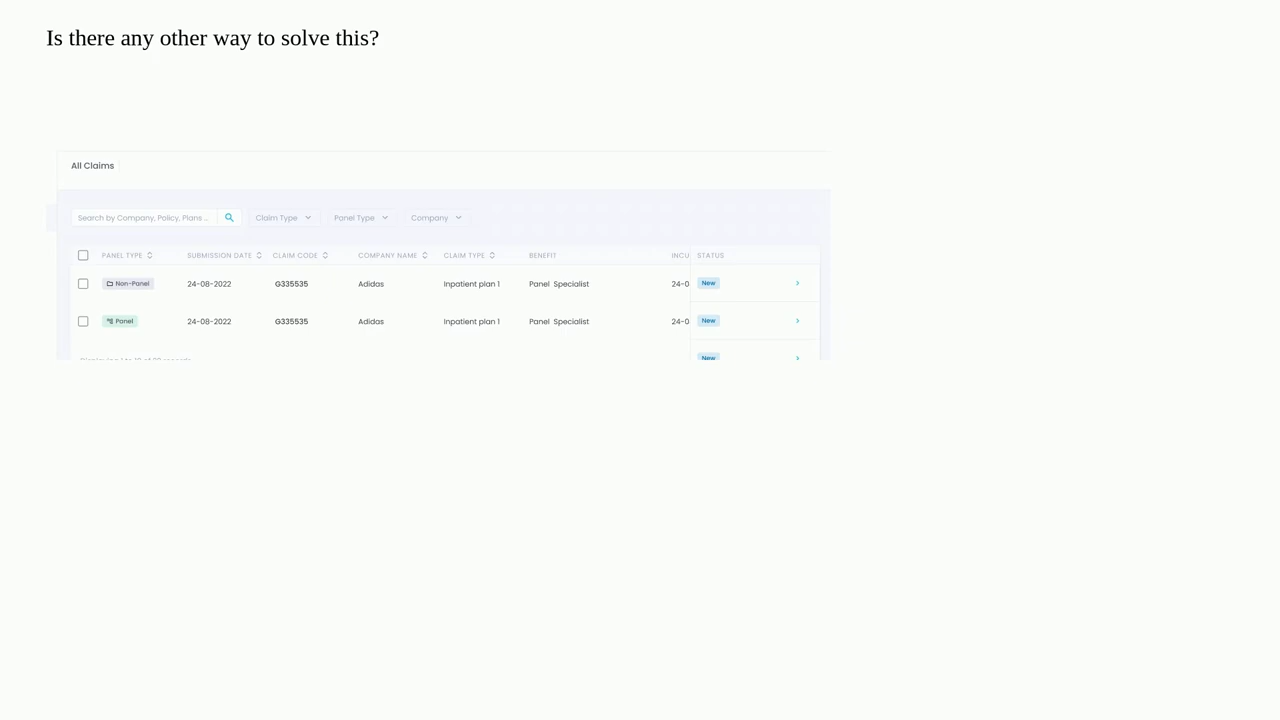 Is there any other way to solve this?
All Claims
Search by Company, Policy, Plans ... Claim Type Panel Type Company
PANEL TYPE SUBMISSION DATE CLAIM CODE COMPANY NAME CLAIM TYPE BENEFIT INCU STATUS
Non-Panel 24-08-2022 G335535 Adidas Inpatient plan 1 Panel Specialist 24-0 New
Panel 24-08-2022 G335535 Adidas Inpatient plan 1 Panel Specialist 24-0 New
New